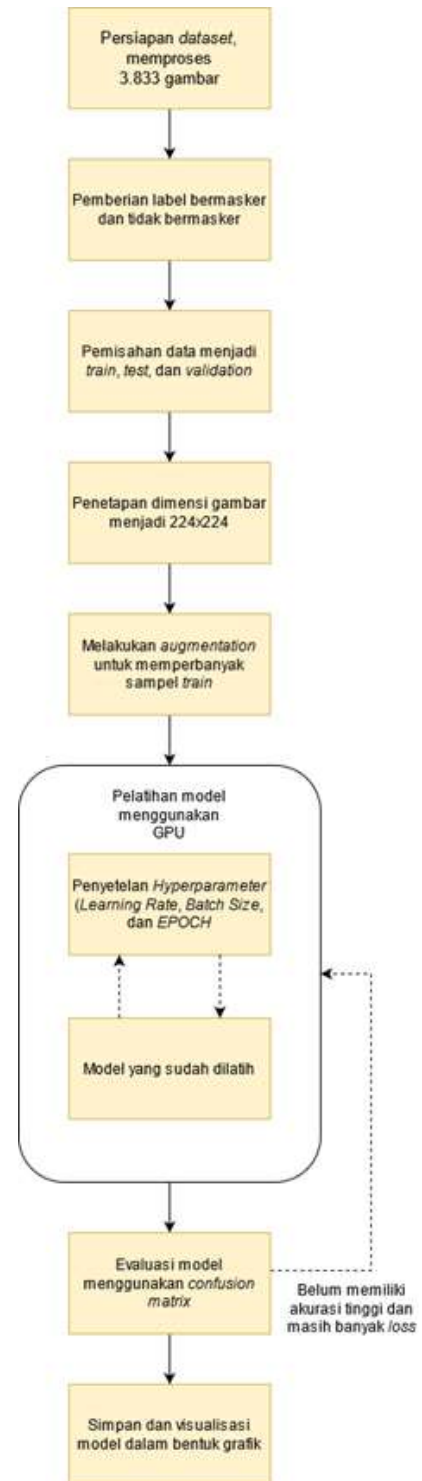 Persiapan dataset,
memproses
3.833 gambar
Pemberian label bermasker
dan tidak bermasker
Pemisahan data menjadi
train, test, dan validation
Penetapan dimensi gambar
menjadi 224x224
Melakukan augmentation
untuk memperbanyak
sampel train
Pelatihan model
menggunakan
GPU
Penyetelan Hyperparameter
(Learning Rate, Batch Size,
dan EPOCH
Model yang sudah dilatih
Evaluasi model
menggunakan confusion
matrix
Belum memiliki
akurasi tinggi dan
masih banyak loss
Simpan dan visualisasi
model dalam bentuk grafik